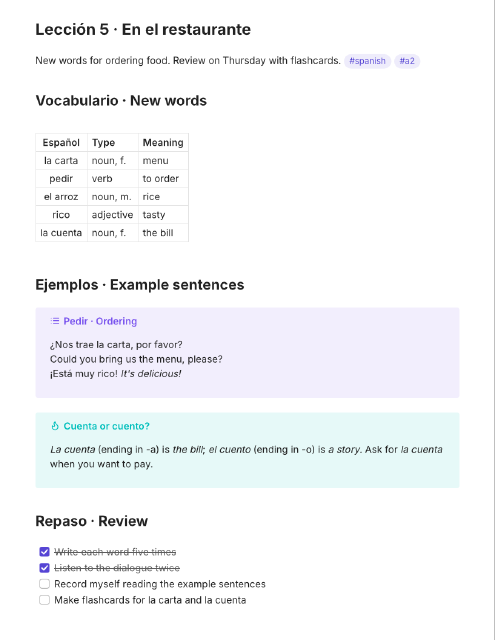 Lección 5 · En el restaurante
New words for ordering food. Review on Thursday with flashcards. #spanish #a2
Vocabulario · New words
Español Type Meaning
la carta noun, f. menu
pedir verb to order
el arroz noun, m. rice
rico adjective tasty
la cuenta noun, f. the bill
Ejemplos · Example sentences
Pedir · Ordering
¿Nos trae la carta, por favor?
Could you bring us the menu, please?
¡Está muy rico! It's delicious!
Cuenta or cuento?
La cuenta (ending in -a) is the bill; el cuento (ending in -o) is a story. Ask for la cuenta
when you want to pay.
Repaso · Review
Write each word five times
Listen to the dialogue twice
Record myself reading the example sentences
Make flashcards for la carta and la cuenta